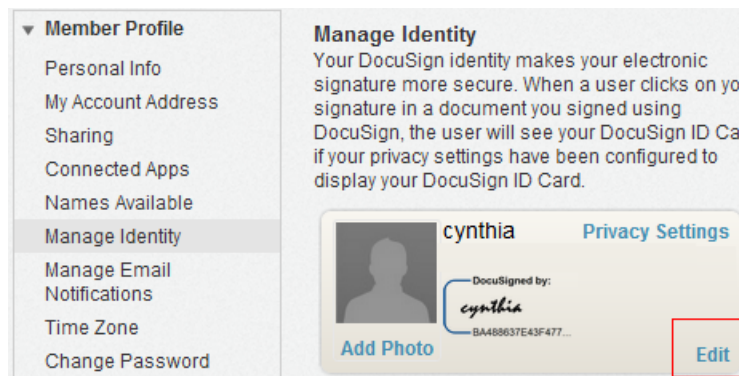 Member Profile
Personal Info
My Account Address
Sharing
Connected Apps
Names Available
Manage Identity
Manage Email
Notifications
Time Zone
Change Password
Manage Identity
Your DocuSign identity makes your electronic
signature more secure. When a user clicks on yo
signature in a document you signed using
DocuSign, the user will see your DocuSign ID Ca
if your privacy settings have been configured to
display your DocuSign ID Card.
cynthia
Privacy Settings
DocuSigned by:
cynthia
BA488637E43F477...
Add Photo
Edit